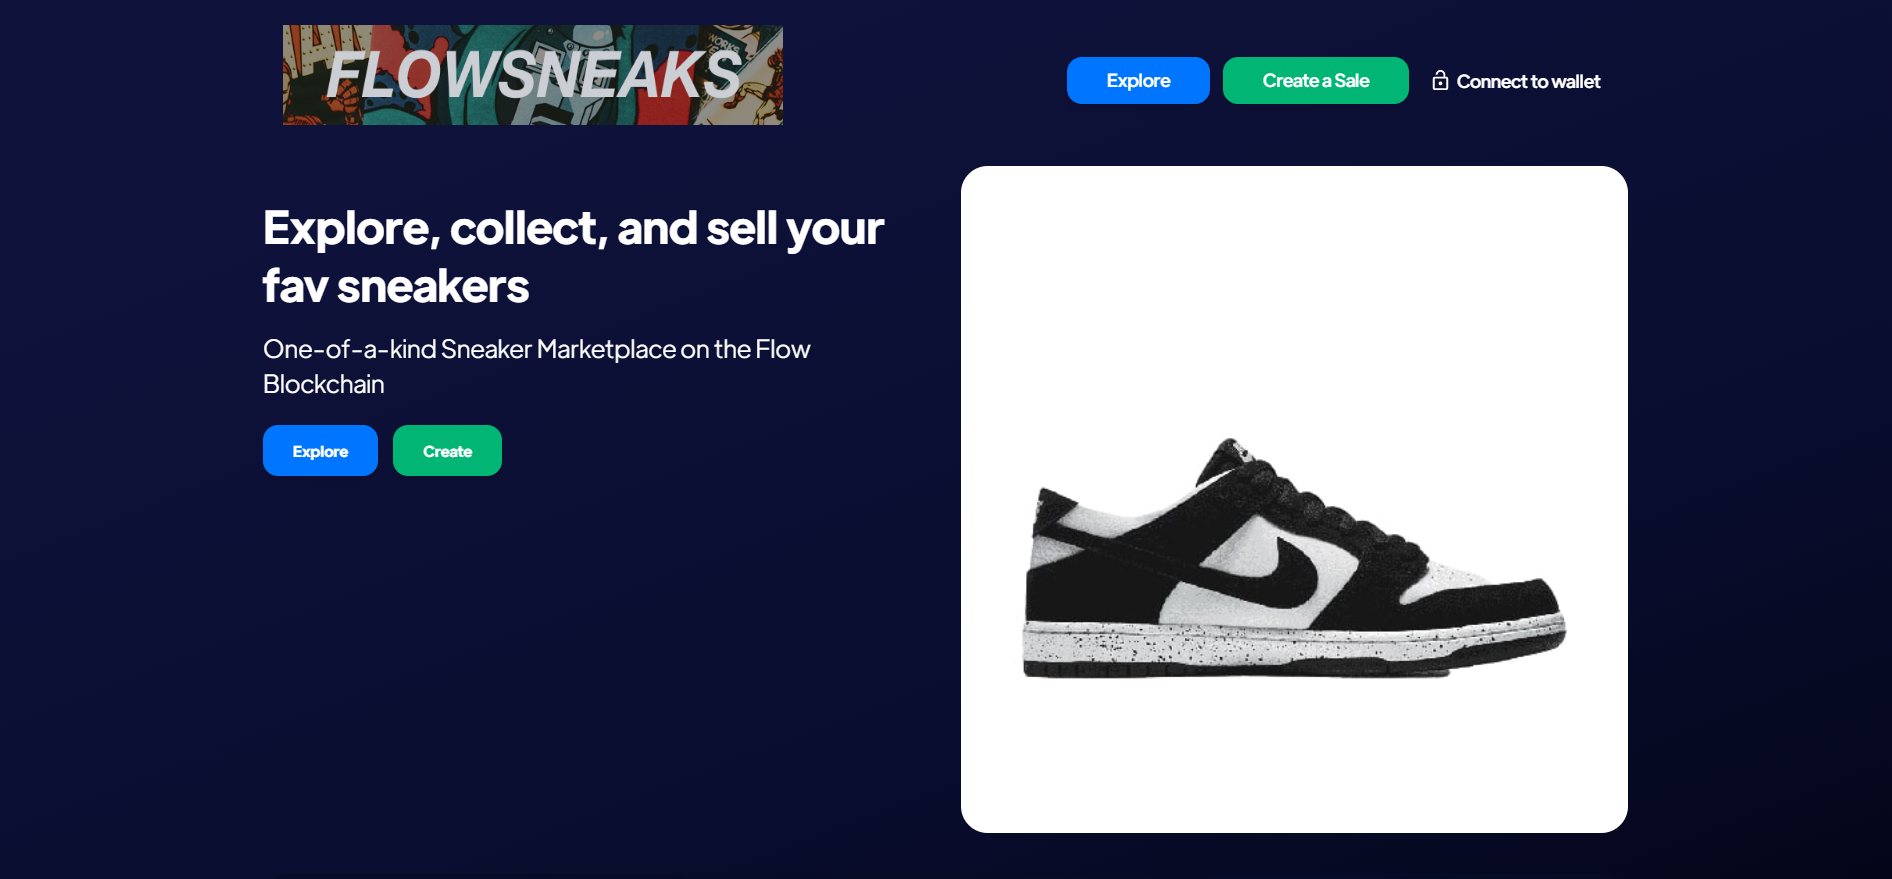 FLOWSNEAKS
WORKS
Explore
Create a Sale
Connect to wallet
Explore, collect, and sell your
fav sneakers
One-of-a-kind Sneaker Marketplace on the Flow
Blockchain
Explore
Create